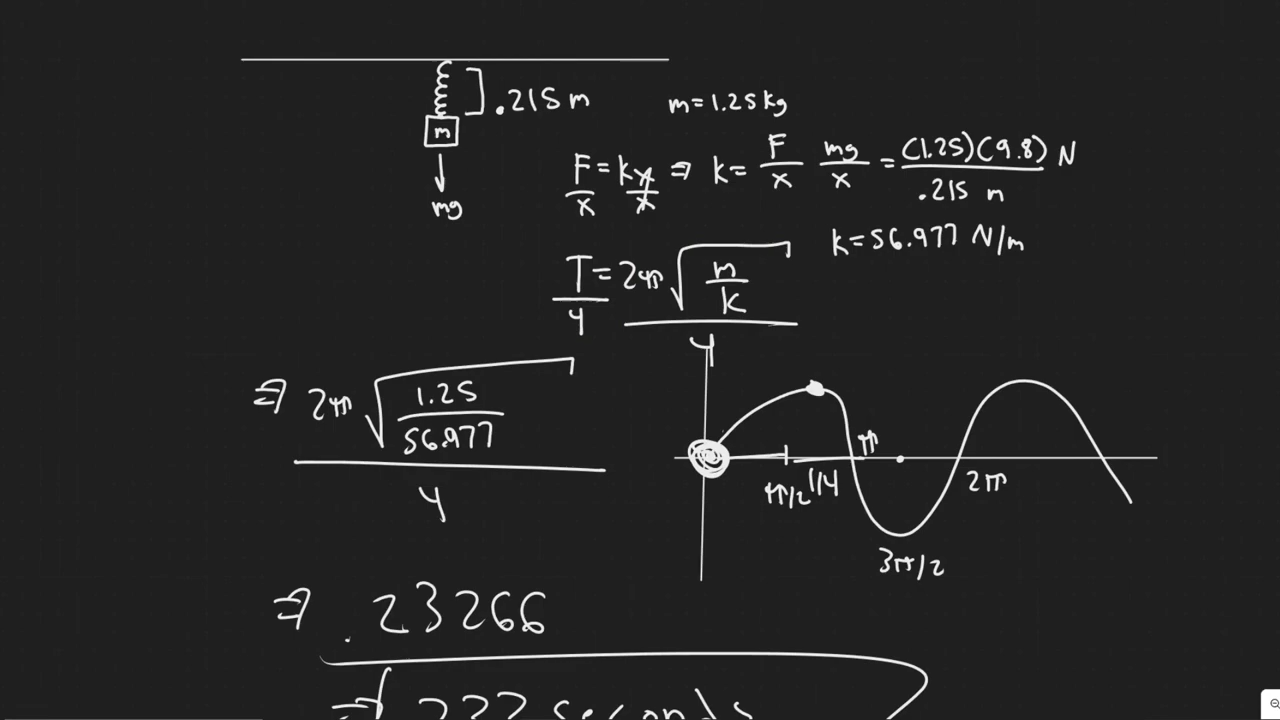 .215 m
m = 1.25 kg
m
mg
F/x = kx/x ⇒ k = F/x mg/x = (1.25)(9.8) N / .215 n
k = 56.977 N/m
T/4 = 2π√(m/k) / 4
⇒ 2π√(1.25/56.977) / 4
π
π/2 1/4
2π
3π/2
⇒ .23266
⇒ seconds